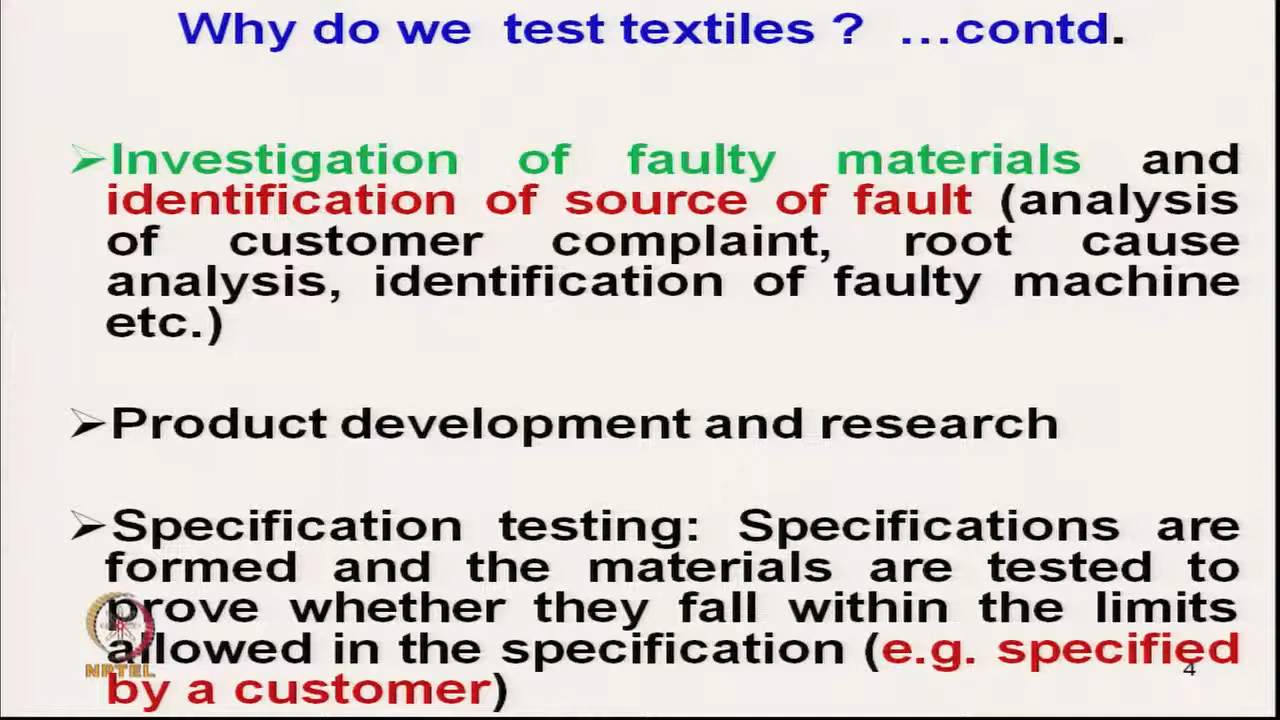 Why do we test textiles ? ...contd.
➢Investigation of faulty materials and
identification of source of fault (analysis
of customer complaint, root cause
analysis, identification of faulty machine
etc.)
➢Product development and research
➢Specification testing: Specifications are
formed and the materials are tested to
prove whether they fall within the limits
allowed in the specification (e.g. specified
by a customer)
NPTEL
4